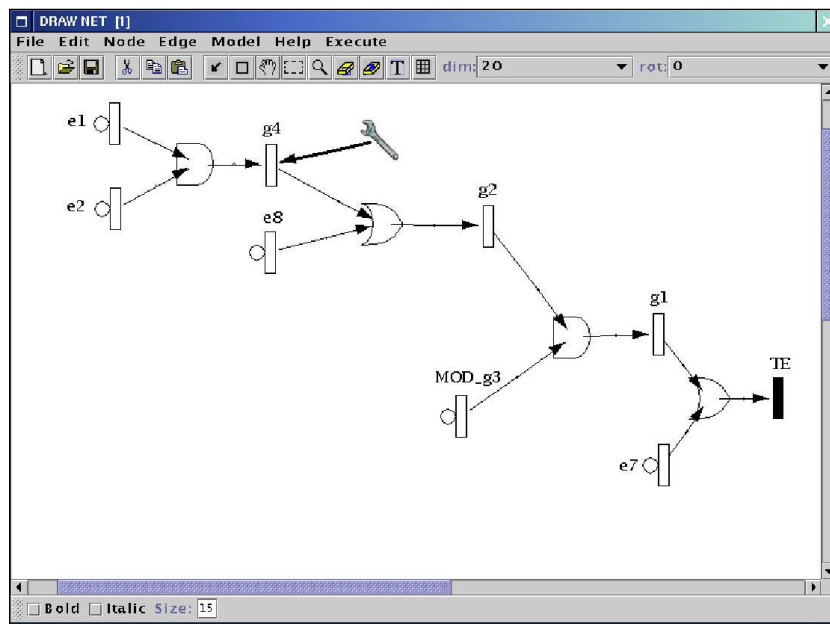 DRAW NET [1]
File Edit Node Edge Model Help Execute
T dim: 20 rot: 0
e1
g4
e2
g2
e8
g1
TE
MOD_g3
e7
Bold Italic Size: 15